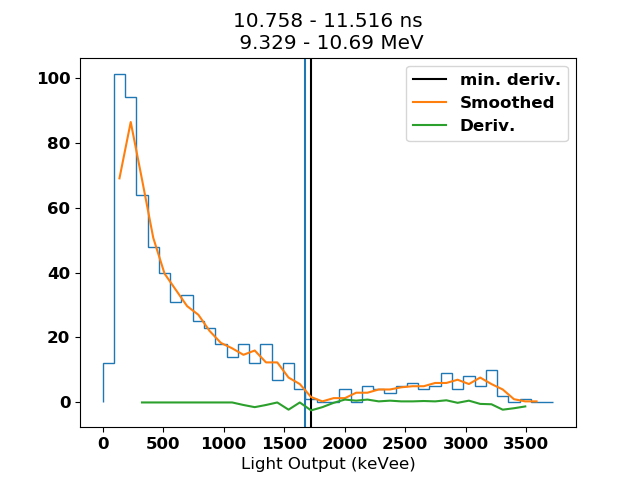 10.758 - 11.516 ns
9.329 - 10.69 MeV
min. deriv.
Smoothed
Deriv.
100
80
60
40
20
0
0 500 1000 1500 2000 2500 3000 3500
Light Output (keVee)